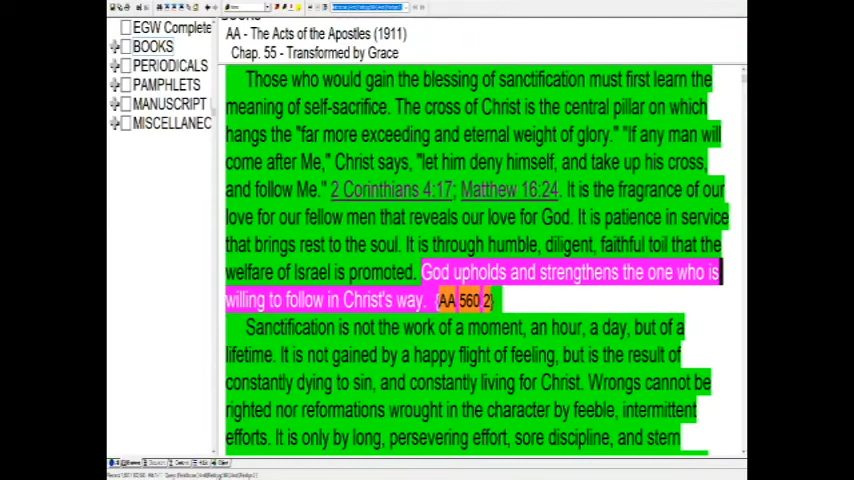 EGW Complete
BOOKS
PERIODICALS
PAMPHLETS
MANUSCRIPT
MISCELLANEC
AA - The Acts of the Apostles (1911)
Chap. 55 - Transformed by Grace
Those who would gain the blessing of sanctification must first learn the
meaning of self-sacrifice. The cross of Christ is the central pillar on which
hangs the "far more exceeding and eternal weight of glory." "If any man will
come after Me," Christ says, "let him deny himself, and take up his cross,
and follow Me." 2 Corinthians 4:17; Matthew 16:24. It is the fragrance of our
love for our fellow men that reveals our love for God. It is patience in service
that brings rest to the soul. It is through humble, diligent, faithful toil that the
welfare of Israel is promoted. God upholds and strengthens the one who is
willing to follow in Christ's way. {AA 560 2}
Sanctification is not the work of a moment, an hour, a day, but of a
lifetime. It is not gained by a happy flight of feeling, but is the result of
constantly dying to sin, and constantly living for Christ. Wrongs cannot be
righted nor reformations wrought in the character by feeble, intermittent
efforts. It is only by long, persevering effort, sore discipline, and stern